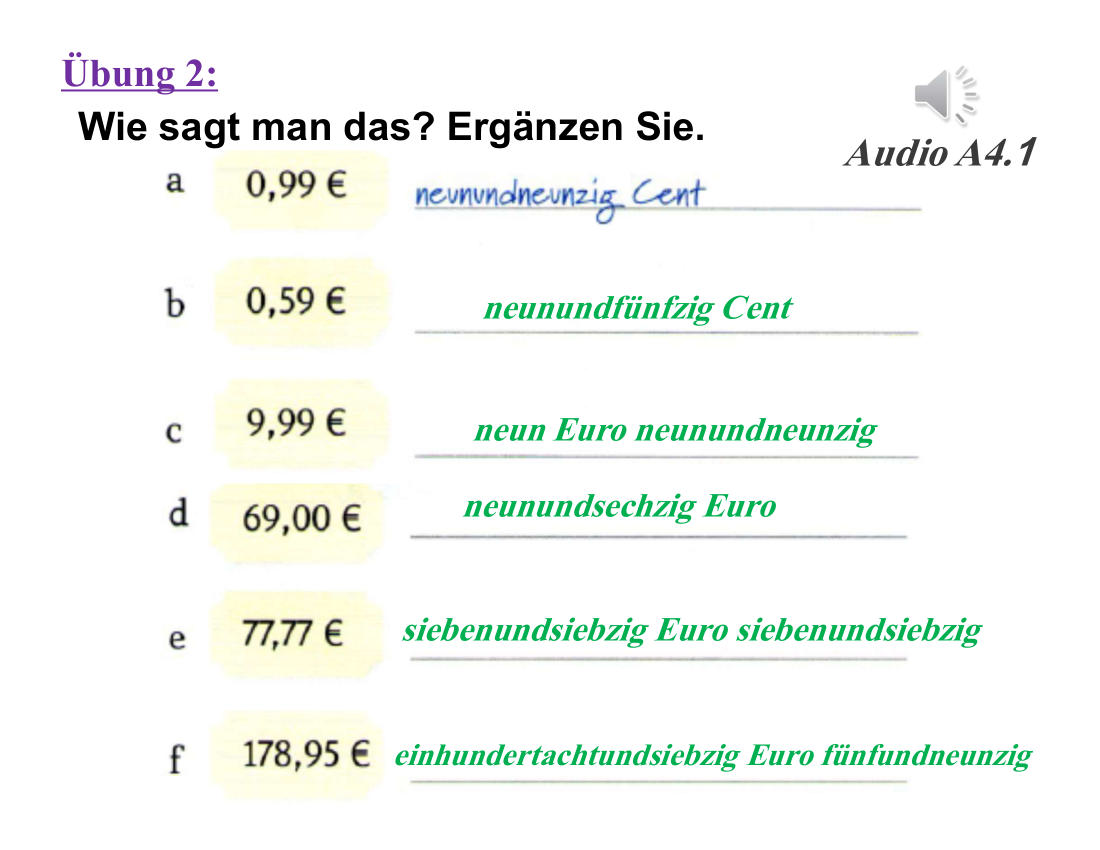 Übung 2:
Wie sagt man das? Ergänzen Sie.
Audio A4.1
a 0,99 € neunundneunzig Cent
b 0,59 € neunundfünfzig Cent
c 9,99 € neun Euro neunundneunzig
d 69,00 € neunundsechzig Euro
e 77,77 € siebenundsiebzig Euro siebenundsiebzig
f 178,95 € einhundertachtundsiebzig Euro fünfundneunzig